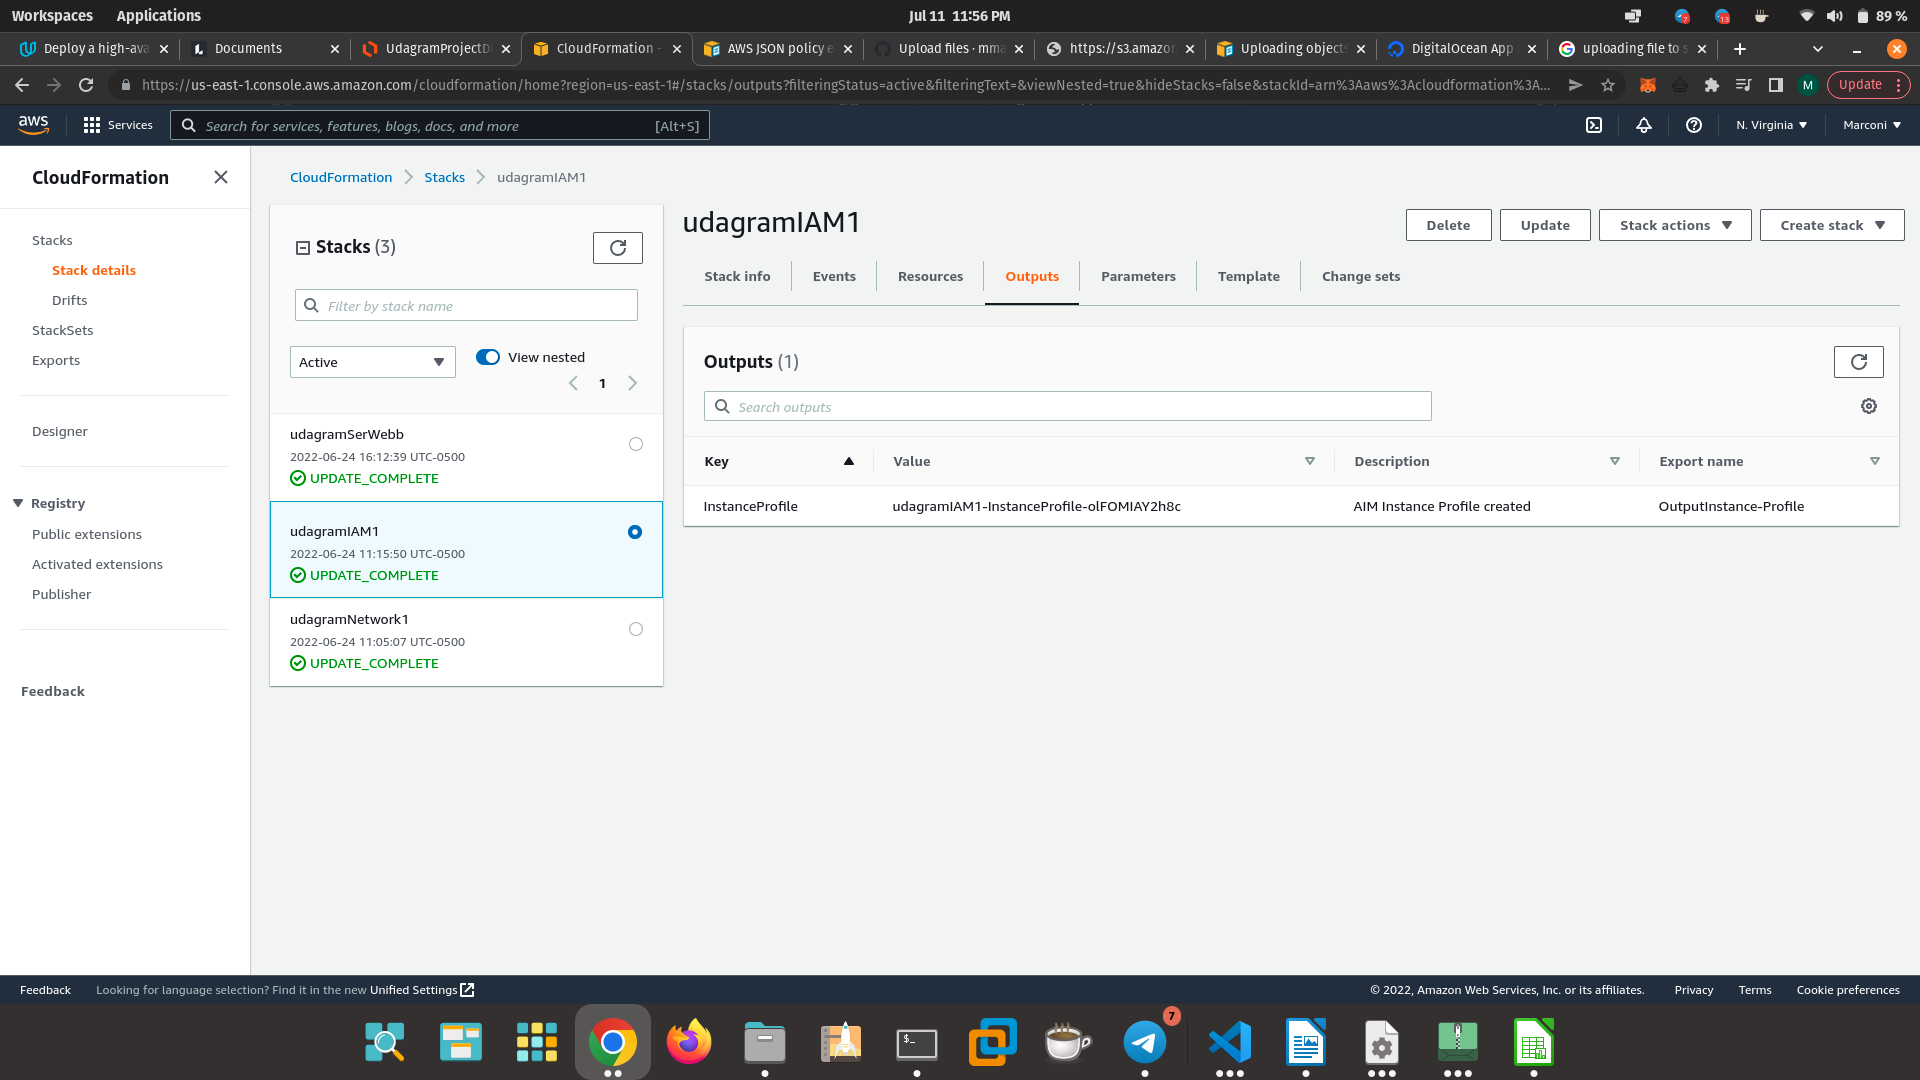 Workspaces Applications Jul 11 11:56 PM 89 %
Deploy a high-ava Documents UdagramProjectDi CloudFormation - AWS JSON policy e Upload files · mma https://s3.amazon Uploading objects DigitalOcean App uploading file to s
https://us-east-1.console.aws.amazon.com/cloudformation/home?region=us-east-1#/stacks/outputs?filteringStatus=active&filteringText=&viewNested=true&hideStacks=false&stackId=arn%3Aaws%3Acloudformation%3A... M Update
aws Services Search for services, features, blogs, docs, and more [Alt+S] N. Virginia Marconi
CloudFormation
Stacks
Stack details
Drifts
StackSets
Exports
Designer
Registry
Public extensions
Activated extensions
Publisher
Feedback
CloudFormation Stacks udagramIAM1
Stacks (3)
Filter by stack name
Active View nested
1
udagramSerWebb
2022-06-24 16:12:39 UTC-0500
UPDATE_COMPLETE
udagramIAM1
2022-06-24 11:15:50 UTC-0500
UPDATE_COMPLETE
udagramNetwork1
2022-06-24 11:05:07 UTC-0500
UPDATE_COMPLETE
udagramIAM1
Delete Update Stack actions Create stack
Stack info Events Resources Outputs Parameters Template Change sets
Outputs (1)
Search outputs
Key Value Description Export name
InstanceProfile udagramIAM1-InstanceProfile-olFOMIAY2h8c AIM Instance Profile created OutputInstance-Profile
Feedback Looking for language selection? Find it in the new Unified Settings © 2022, Amazon Web Services, Inc. or its affiliates. Privacy Terms Cookie preferences
$_
7